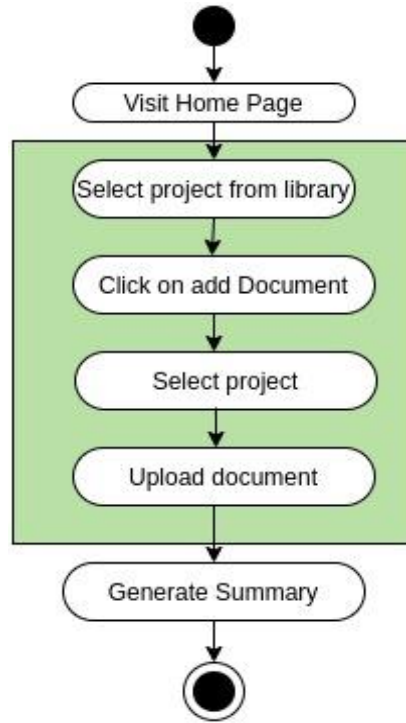 Visit Home Page
Select project from library
Click on add Document
Select project
Upload document
Generate Summary